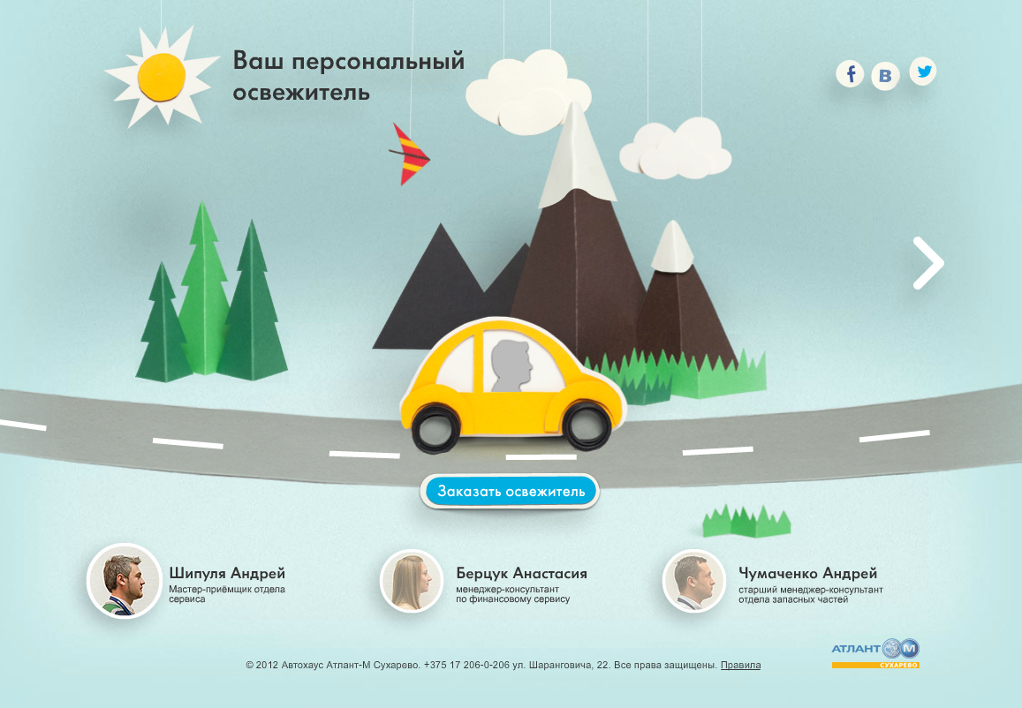 Ваш персональный
освежитель
Заказать освежитель
Шипуля Андрей
Мастер-приёмщик отдела
сервиса
Берцук Анастасия
менеджер-консультант
по финансовому сервису
Чумаченко Андрей
старший менеджер-консультант
отдела запасных частей
© 2012 Автохаус Атлант-М Сухарево. +375 17 206-0-206 ул. Шаранговича, 22. Все права защищены. Правила
АТЛАНТ М
СУХАРЕВО